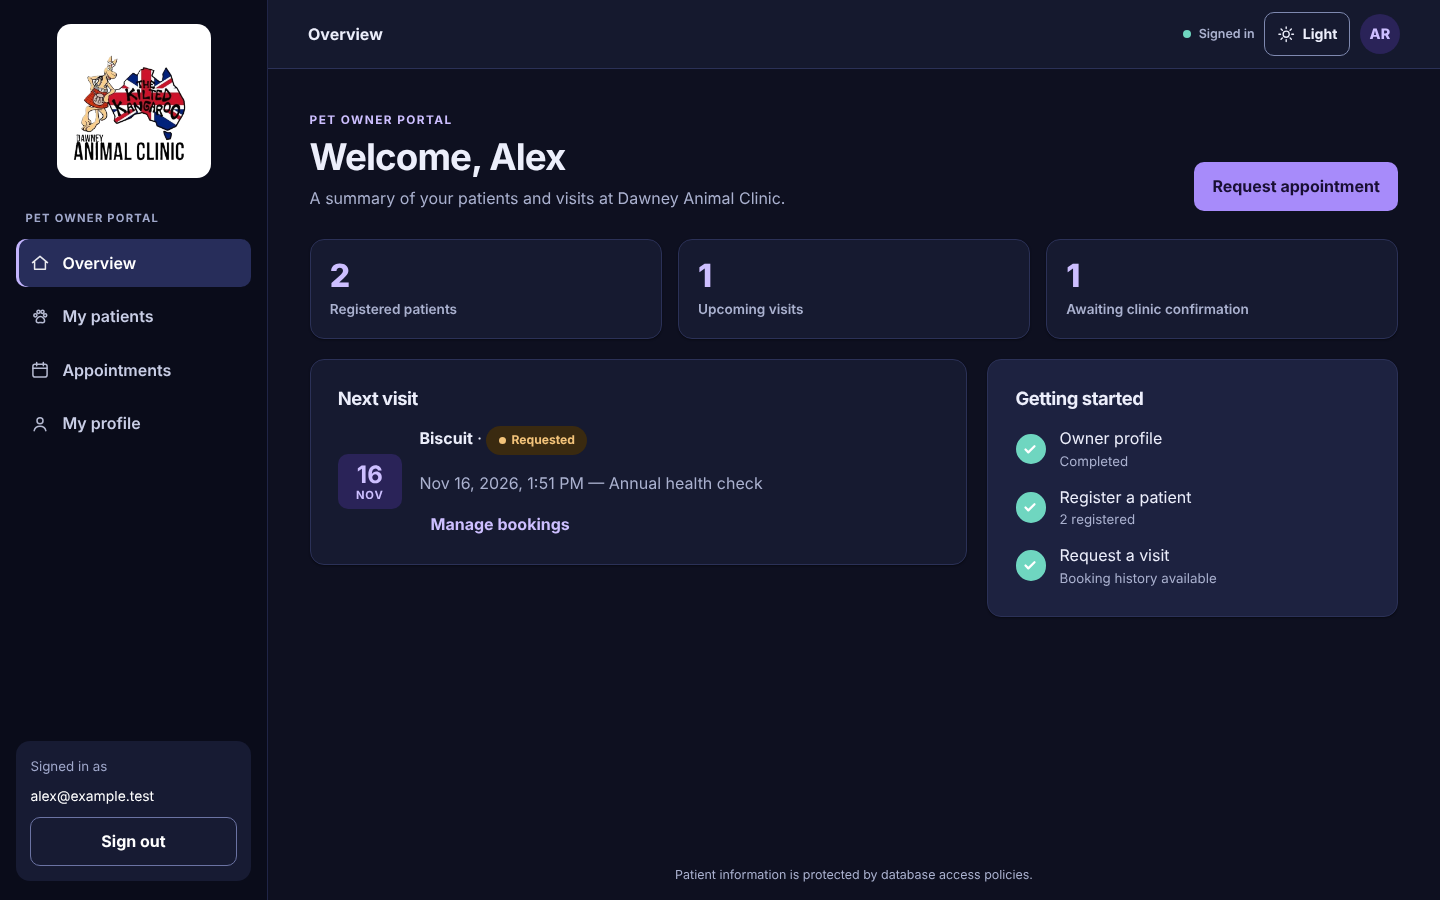 THE
KILTED
KANGAROO
DAWNEY
ANIMAL CLINIC
PET OWNER PORTAL
Overview
My patients
Appointments
My profile
Signed in as
alex@example.test
Sign out
Overview
Signed in
Light
AR
PET OWNER PORTAL
Welcome, Alex
A summary of your patients and visits at Dawney Animal Clinic.
Request appointment
2
Registered patients
1
Upcoming visits
1
Awaiting clinic confirmation
Next visit
16
NOV
Biscuit · Requested
Nov 16, 2026, 1:51 PM — Annual health check
Manage bookings
Getting started
Owner profile
Completed
Register a patient
2 registered
Request a visit
Booking history available
Patient information is protected by database access policies.